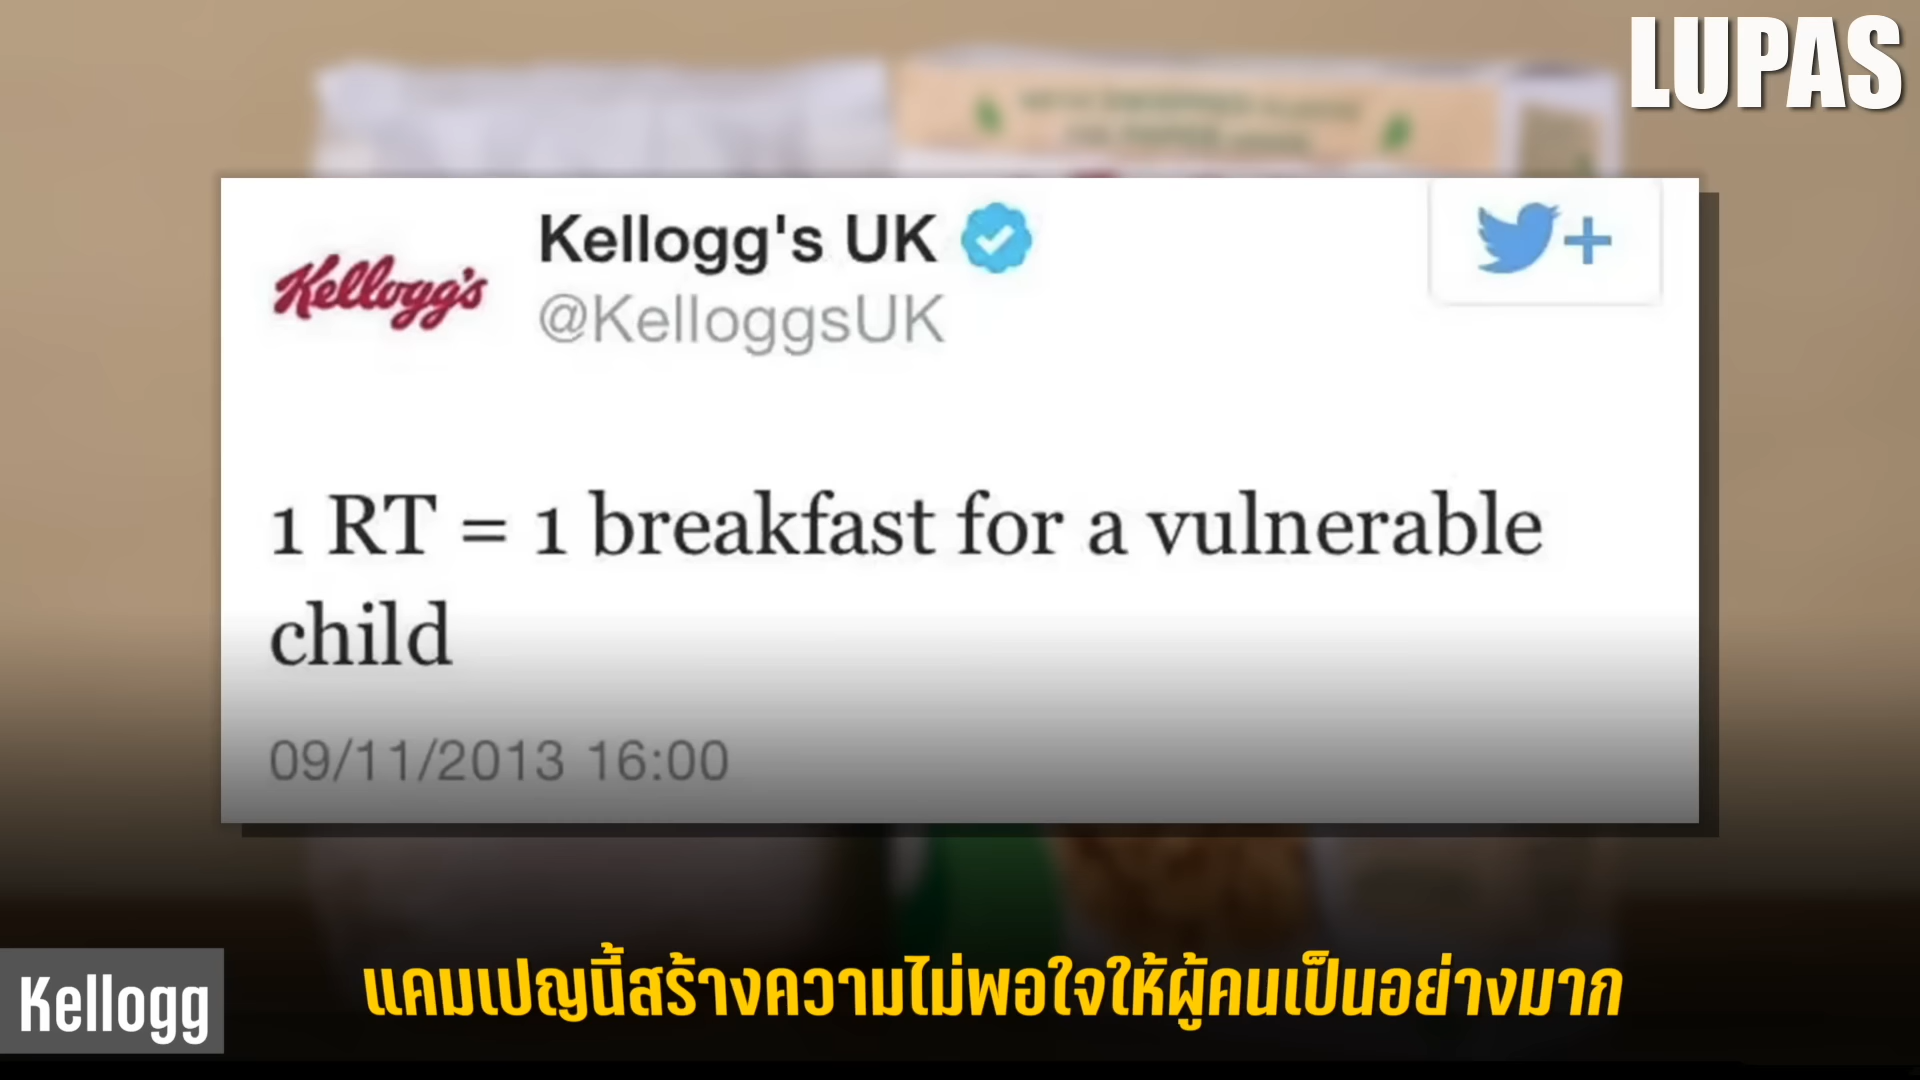 LUPAS
Kellogg's
Kellogg's UK
@KelloggsUK
1 RT = 1 breakfast for a vulnerable
child
09/11/2013 16:00
Kellogg
แคมเปญนี้สร้างความไม่พอใจให้ผู้คนเป็นอย่างมาก